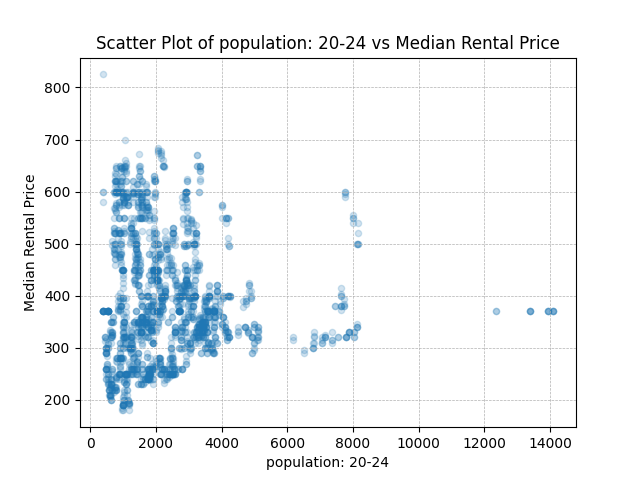 Scatter Plot of population: 20-24 vs Median Rental Price
800
700
600
500
400
300
200
Median Rental Price
0 2000 4000 6000 8000 10000 12000 14000
population: 20-24